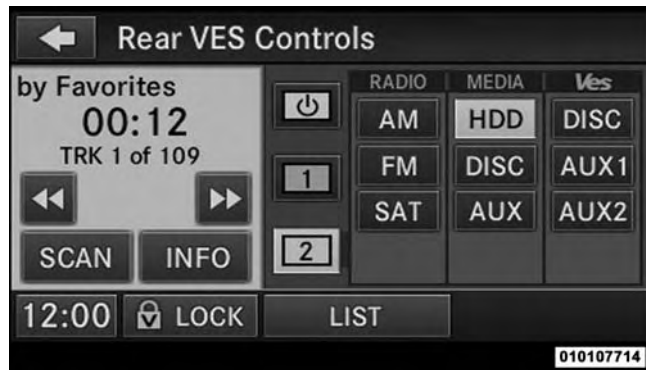 Rear VES Controls
by Favorites
00:12
TRK 1 of 109
SCAN INFO
1
2
RADIO MEDIA Ves
AM HDD DISC
FM DISC AUX1
SAT AUX AUX2
12:00 LOCK LIST
010107714